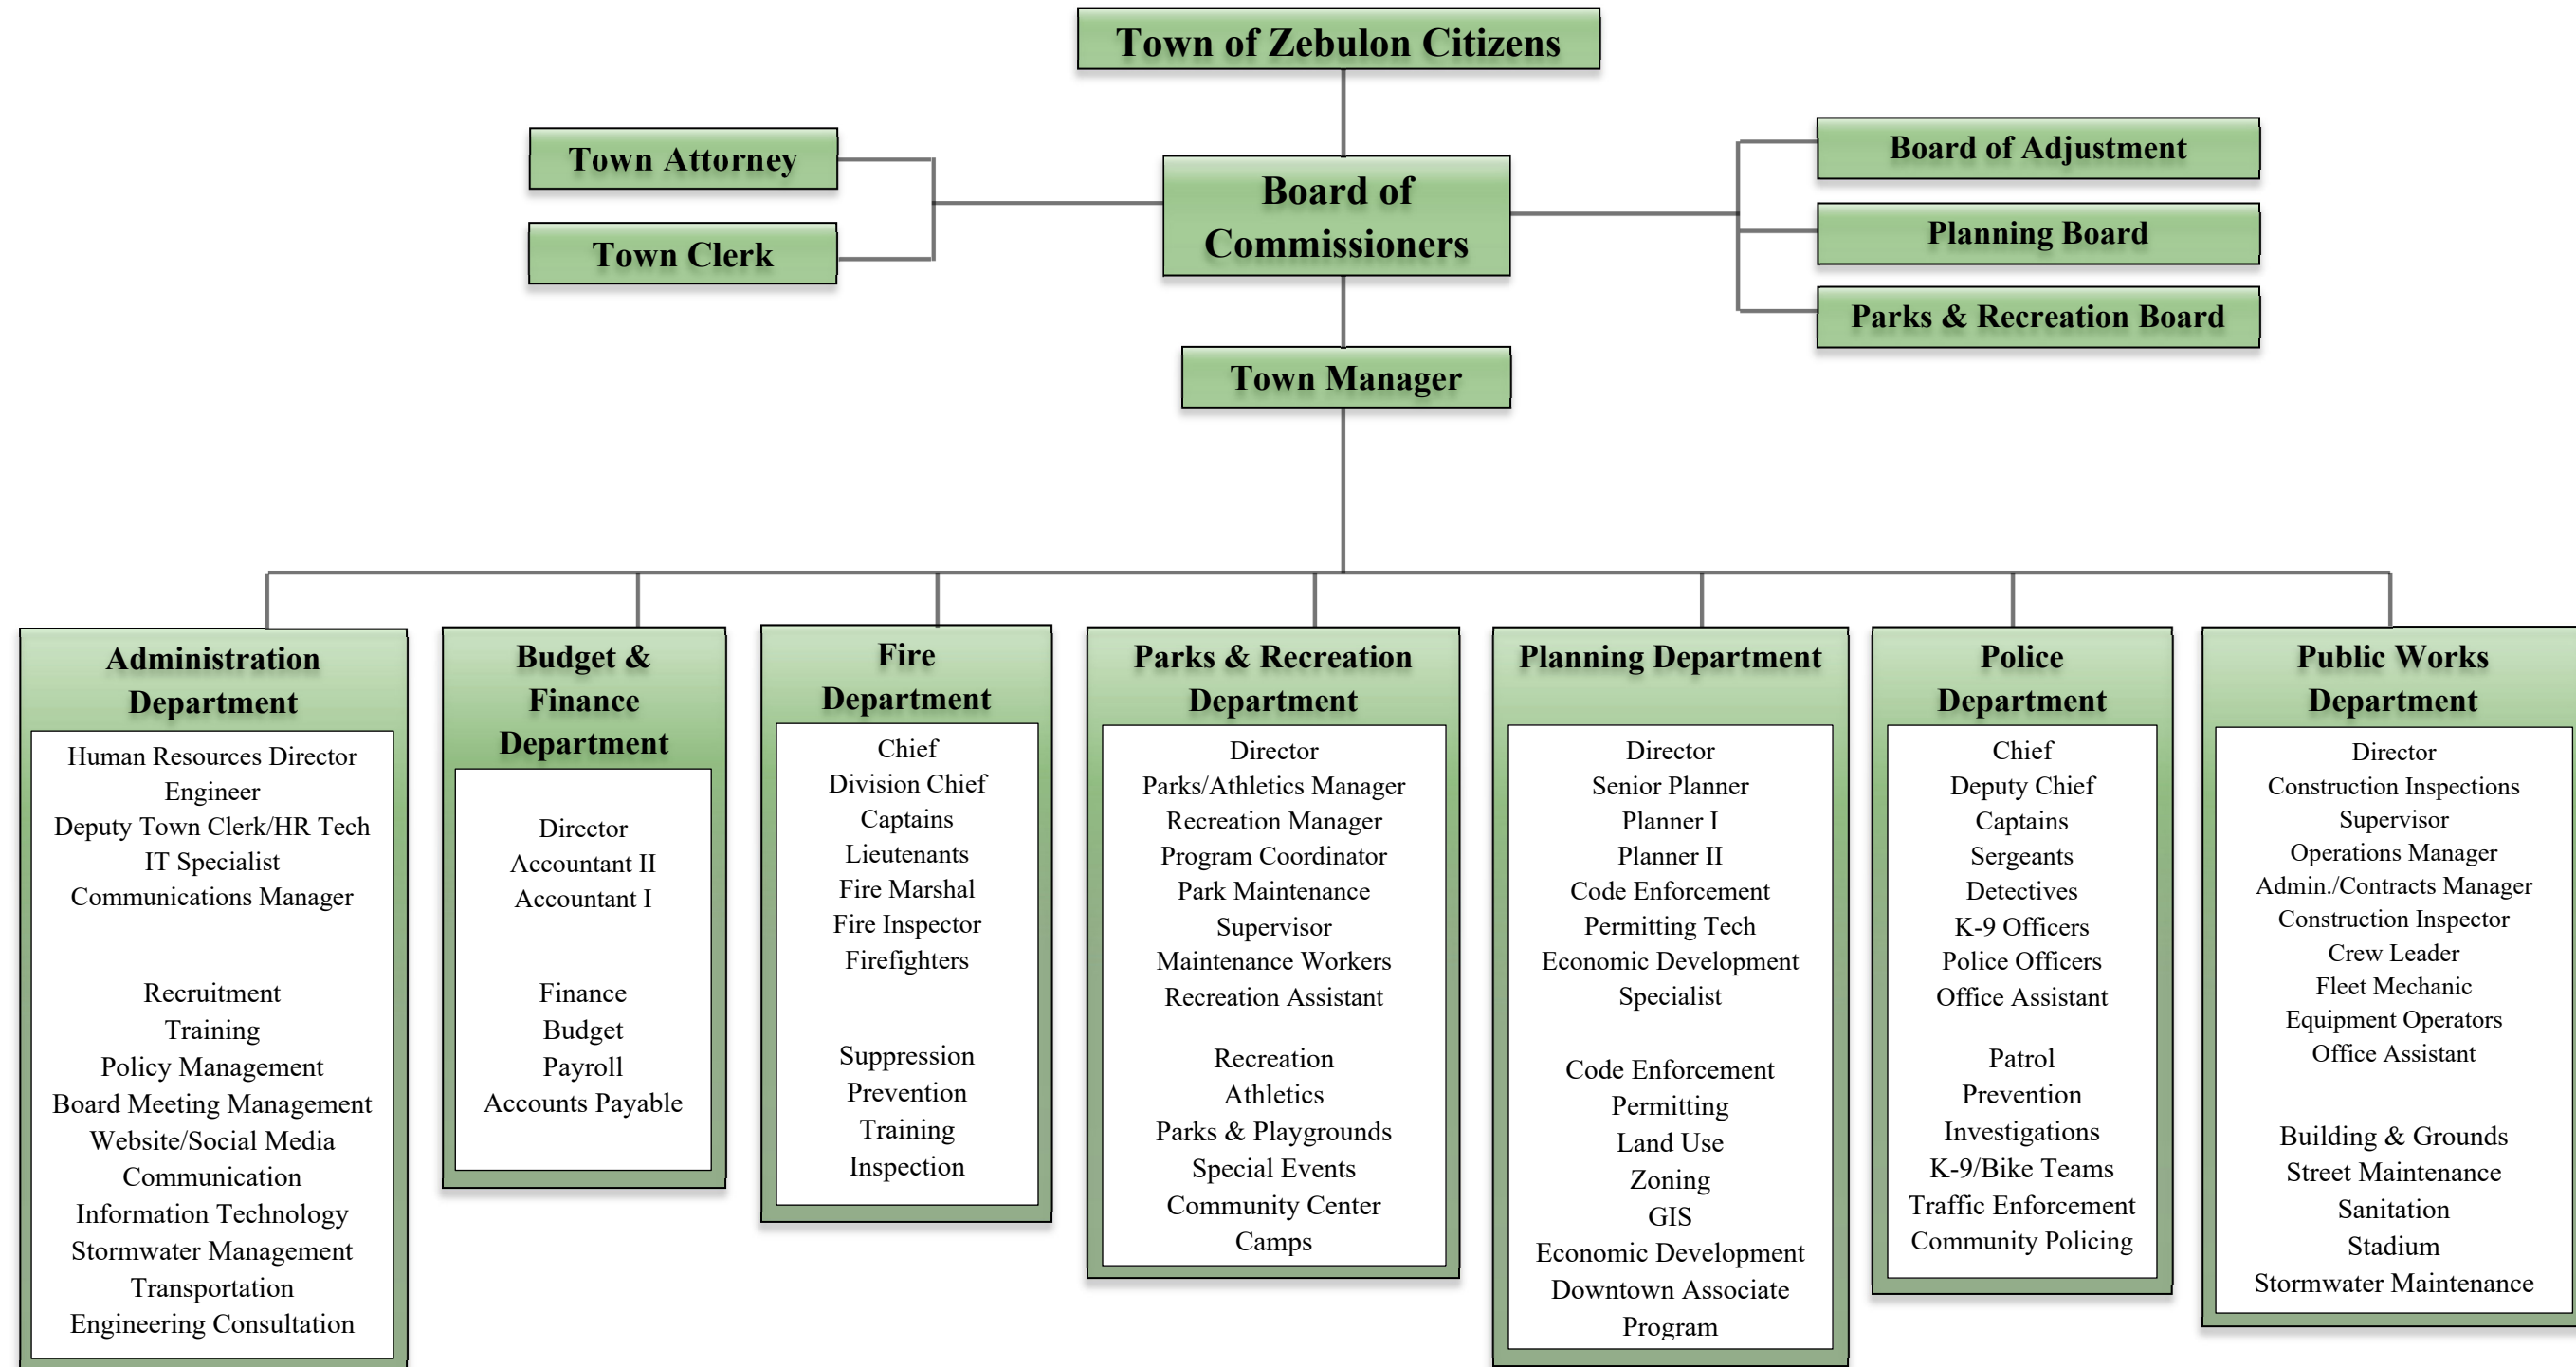 Town of Zebulon Citizens
Town Attorney
Town Clerk
Board of
Commissioners
Board of Adjustment
Planning Board
Parks & Recreation Board
Town Manager
Administration
Department
Human Resources Director
Engineer
Deputy Town Clerk/HR Tech
IT Specialist
Communications Manager
Recruitment
Training
Policy Management
Board Meeting Management
Website/Social Media
Communication
Information Technology
Stormwater Management
Transportation
Engineering Consultation
Budget &
Finance
Department
Director
Accountant II
Accountant I
Finance
Budget
Payroll
Accounts Payable
Fire
Department
Chief
Division Chief
Captains
Lieutenants
Fire Marshal
Fire Inspector
Firefighters
Suppression
Prevention
Training
Inspection
Parks & Recreation
Department
Director
Parks/Athletics Manager
Recreation Manager
Program Coordinator
Park Maintenance
Supervisor
Maintenance Workers
Recreation Assistant
Recreation
Athletics
Parks & Playgrounds
Special Events
Community Center
Camps
Planning Department
Director
Senior Planner
Planner I
Planner II
Code Enforcement
Permitting Tech
Economic Development
Specialist
Code Enforcement
Permitting
Land Use
Zoning
GIS
Economic Development
Downtown Associate
Program
Police
Department
Chief
Deputy Chief
Captains
Sergeants
Detectives
K-9 Officers
Police Officers
Office Assistant
Patrol
Prevention
Investigations
K-9/Bike Teams
Traffic Enforcement
Community Policing
Public Works
Department
Director
Construction Inspections
Supervisor
Operations Manager
Admin./Contracts Manager
Construction Inspector
Crew Leader
Fleet Mechanic
Equipment Operators
Office Assistant
Building & Grounds
Street Maintenance
Sanitation
Stadium
Stormwater Maintenance